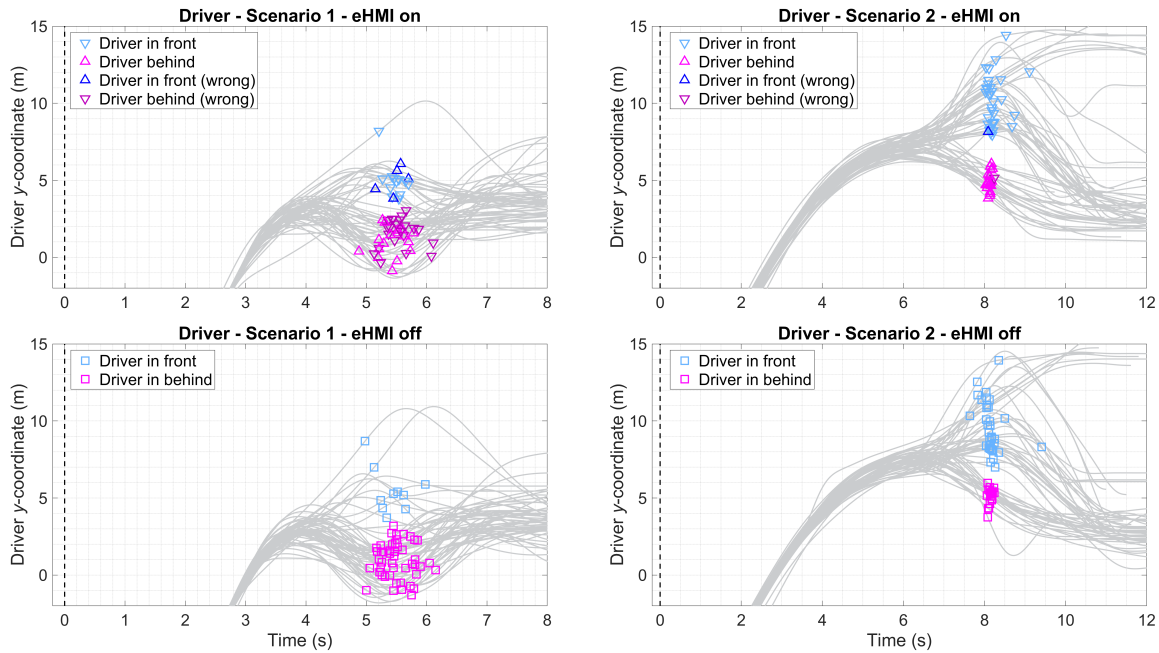 Driver - Scenario 1 - eHMI on
15
10
5
0
Driver y-coordinate (m)
Driver in front
Driver behind
Driver in front (wrong)
Driver behind (wrong)
0 1 2 3 4 5 6 7 8
Driver - Scenario 2 - eHMI on
15
10
5
0
Driver y-coordinate (m)
Driver in front
Driver behind
Driver in front (wrong)
Driver behind (wrong)
0 2 4 6 8 10 12
Driver - Scenario 1 - eHMI off
15
10
5
0
Driver y-coordinate (m)
Driver in front
Driver in behind
0 1 2 3 4 5 6 7 8
Time (s)
Driver - Scenario 2 - eHMI off
15
10
5
0
Driver y-coordinate (m)
Driver in front
Driver in behind
0 2 4 6 8 10 12
Time (s)